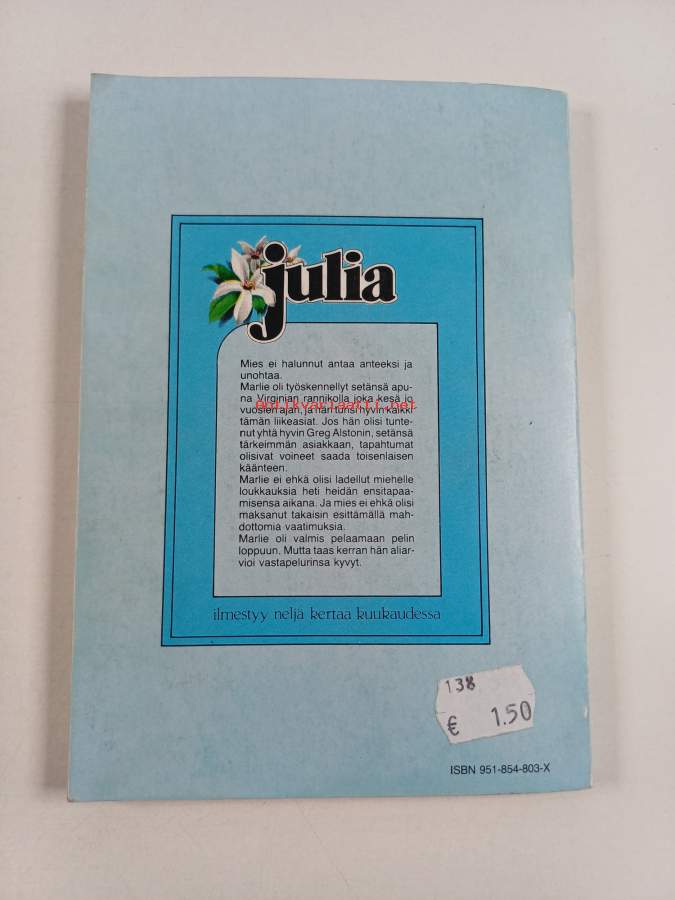 julia
Mies ei halunnut antaa anteeksi ja
unohtaa.
Marlie oli työskennellyt setänsä apu-
na Virginian rannikolla joka kesä jo
antikvariaatti.net
vuosien ajan, ja hän tunsi hyvin kaikki
tämän liikeasiat. Jos hän olisi tunte-
nut yhtä hyvin Greg Alstonin, setänsä
tärkeimmän asiakkaan, tapahtumat
olisivat voineet saada toisenlaisen
käänteen.
Marlie ei ehkä olisi ladellut miehelle
loukkauksia heti heidän ensitapaa-
misensa aikana. Ja mies ei ehkä olisi
maksanut takaisin esittämällä mah-
dottomia vaatimuksia.
Marlie oli valmis pelaamaan pelin
loppuun. Mutta taas kerran hän aliar-
vioi vastapelurinsa kyvyt.
ilmestyy neljä kertaa kuukaudessa
138
€ 1.50
ISBN 951-854-803-X